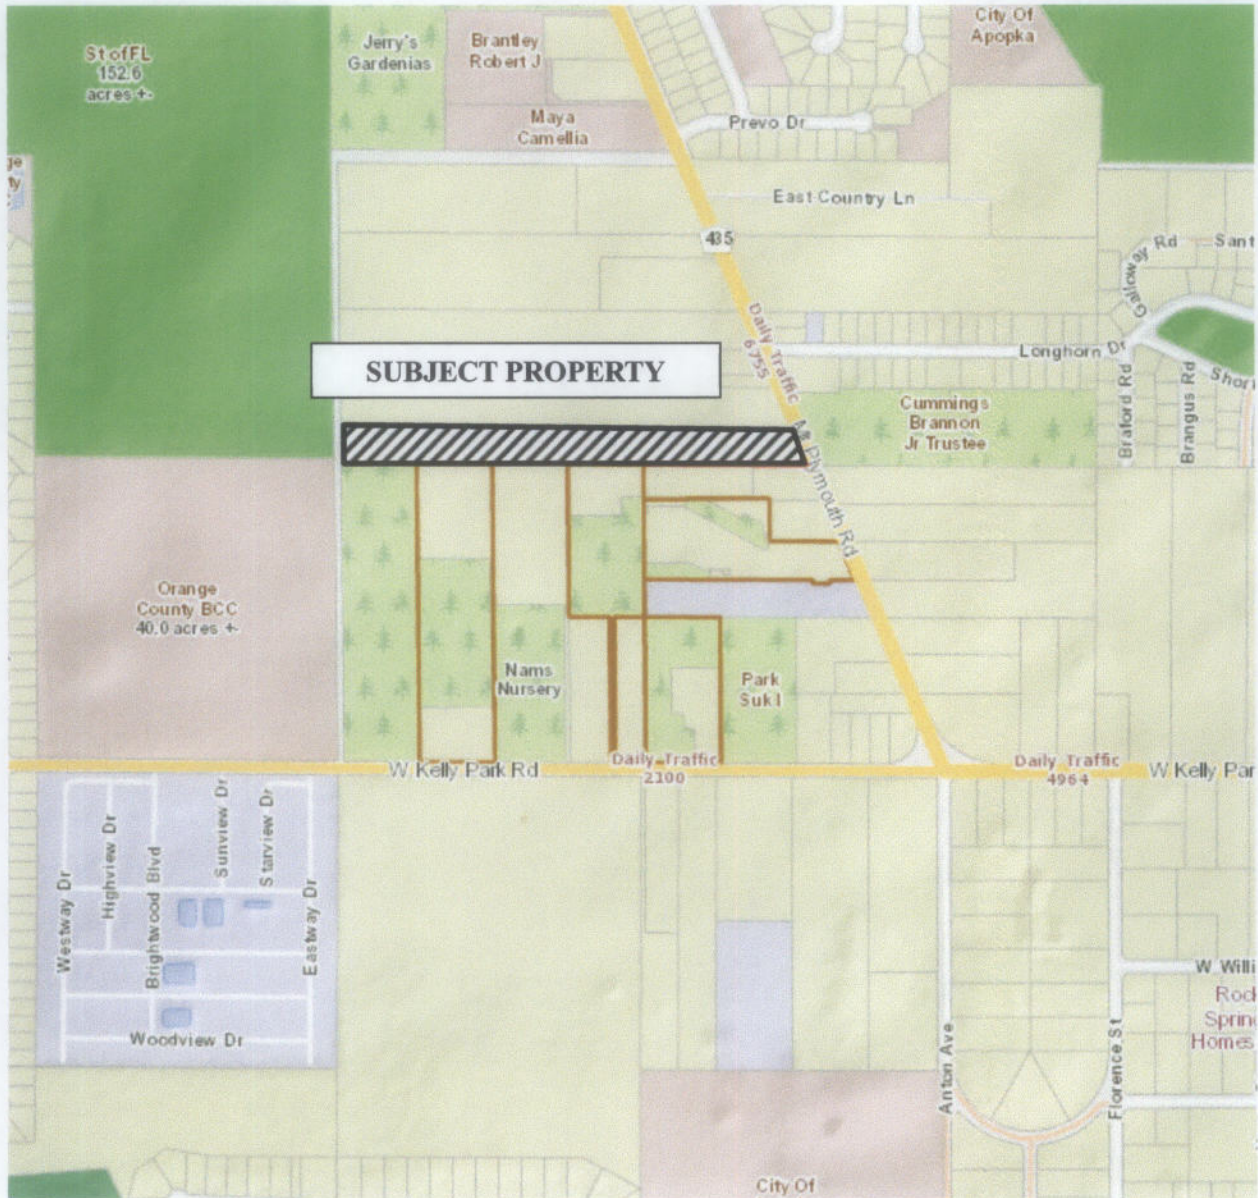 St of FL
152.6
acres +-
Jerry's
Gardenias
Brantley
Robert J
Maya
Camellia
City Of
Apopka
Prevo Dr
East Country Ln
435
Galloway Rd
Daily Traffic
6755
Longhorn Dr
SUBJECT PROPERTY
Cummings
Brannon
Jr Trustee
Braford Rd
Brangus Rd
Mt Plymouth Rd
Orange
County BCC
40.0 acres +-
Nams
Nursery
Park
Suk I
W Kelly Park Rd
Daily Traffic
2100
Daily Traffic
4964
W Kelly Par
Westway Dr
Highview Dr
Brightwood Blvd
Sunview Dr
Starview Dr
Eastway Dr
Woodview Dr
Anton Ave
Florence St
W Willi
Rock
Spring
Homes
City Of